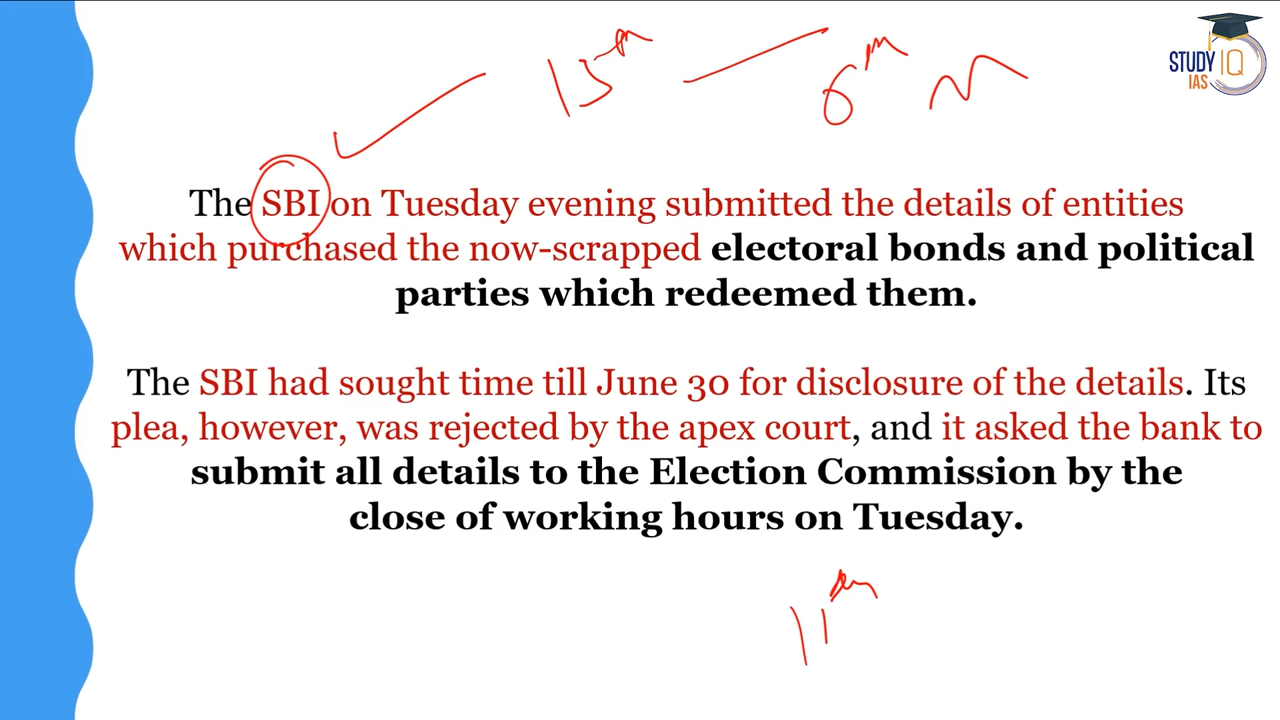 15th 6th M
STUDY IQ
IAS
The SBI on Tuesday evening submitted the details of entities
which purchased the now-scrapped electoral bonds and political
parties which redeemed them.
The SBI had sought time till June 30 for disclosure of the details. Its
plea, however, was rejected by the apex court, and it asked the bank to
submit all details to the Election Commission by the
close of working hours on Tuesday.
11th